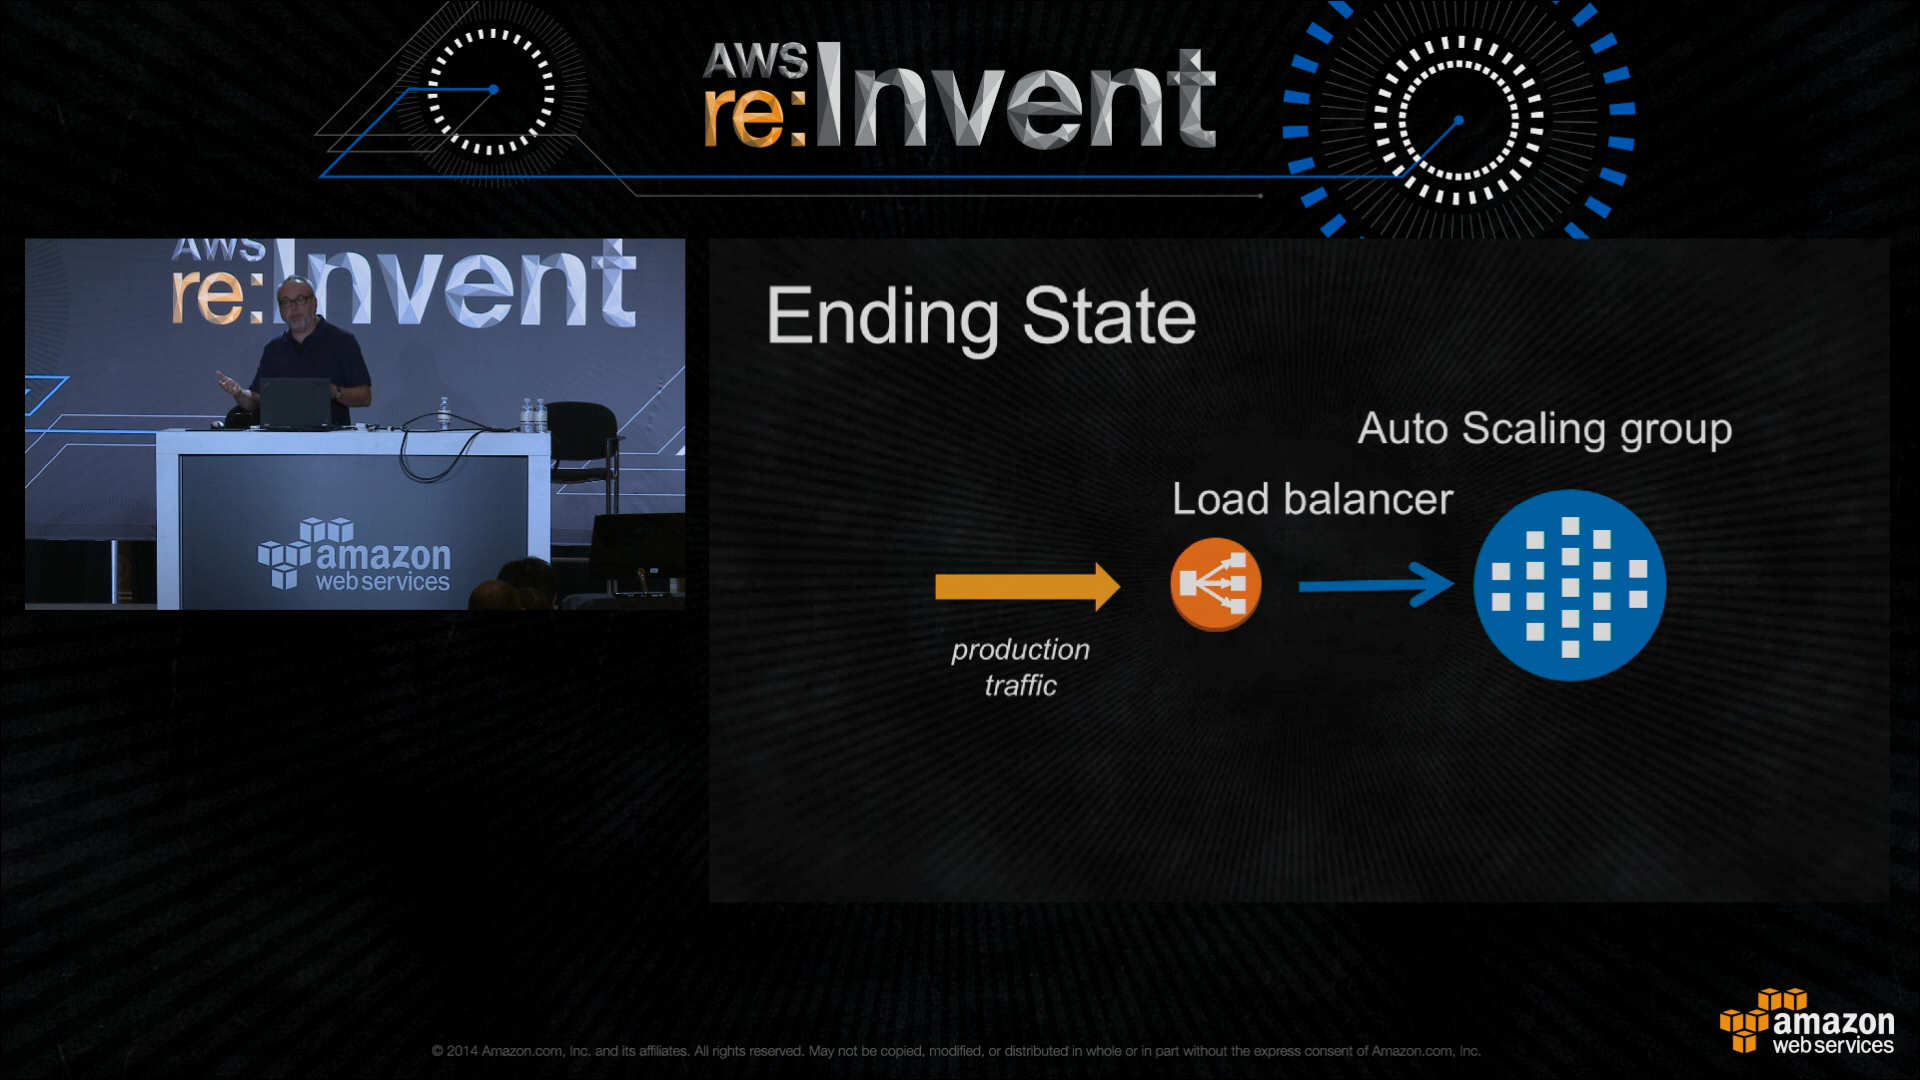 AWS
re:Invent
AWS
re:Invent
amazon
web services
Ending State
Auto Scaling group
Load balancer
production
traffic
amazon
web services
© 2014 Amazon.com, Inc. and its affiliates. All rights reserved. May not be copied, modified, or distributed in whole or in part without the express consent of Amazon.com, Inc.